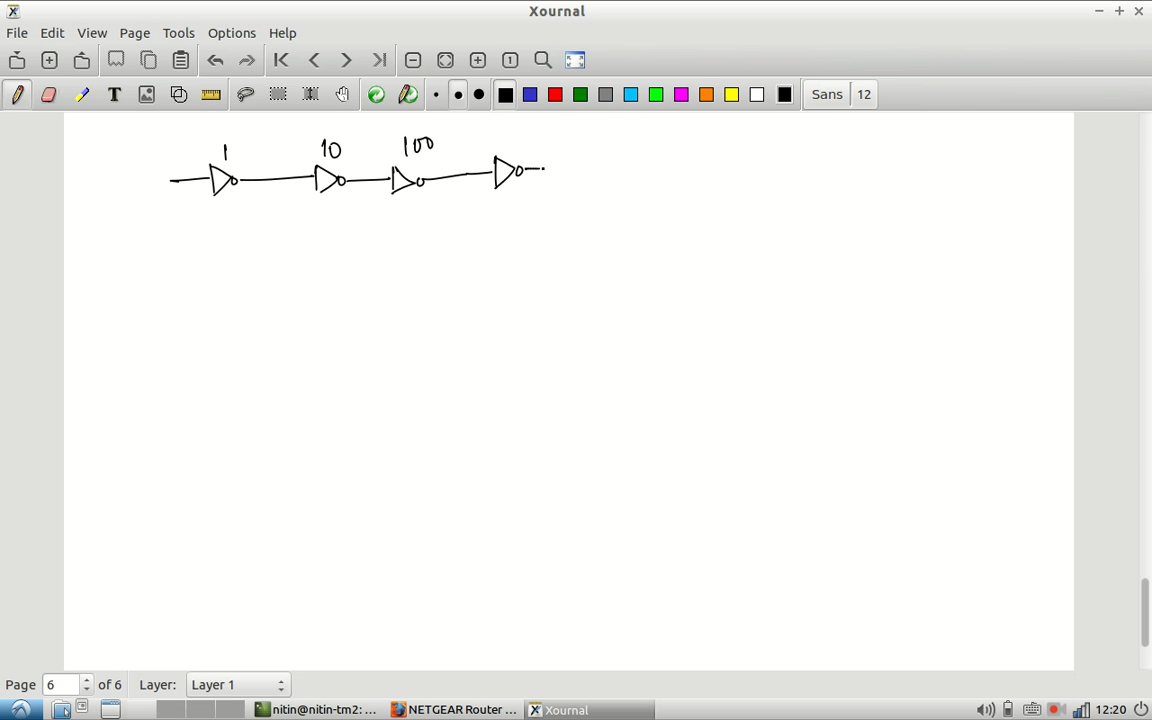 Xournal
File Edit View Page Tools Options Help
Sans 12
1 10 100
Page 6 of 6 Layer: Layer 1
nitin@nitin-tm2: ... NETGEAR Router ... Xournal 12:20